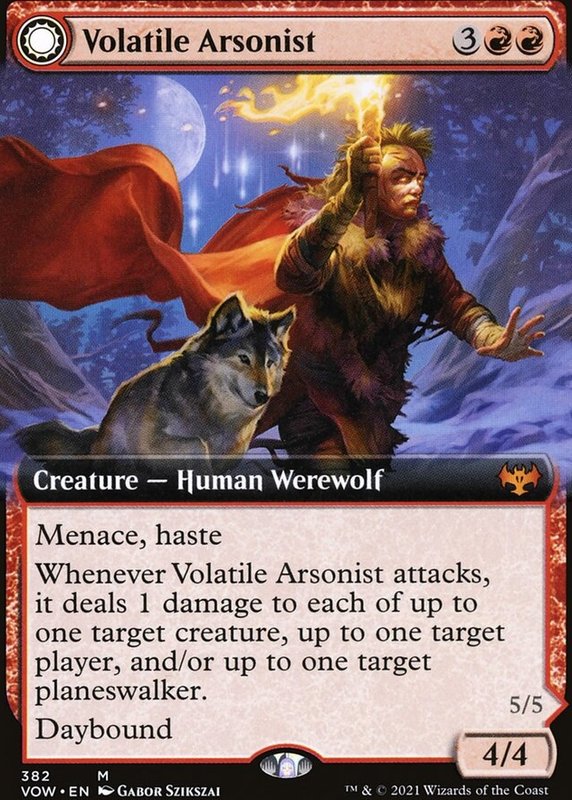 Volatile Arsonist 3
Creature — Human Werewolf
Menace, haste
Whenever Volatile Arsonist attacks,
it deals 1 damage to each of up to
one target creature, up to one target
player, and/or up to one target
planeswalker.
Daybound
5/5
4/4
382 M
VOW • EN Gabor Szikszai
™ & © 2021 Wizards of the Coast